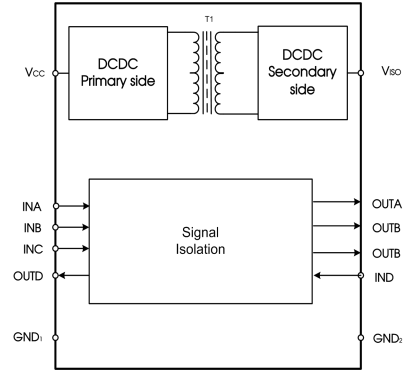 T1
DCDC
Primary side
DCDC
Secondary
side
VCC
VISO
INA
INB
INC
OUTD
Signal
Isolation
OUTA
OUTB
OUTB
IND
GND1
GND2